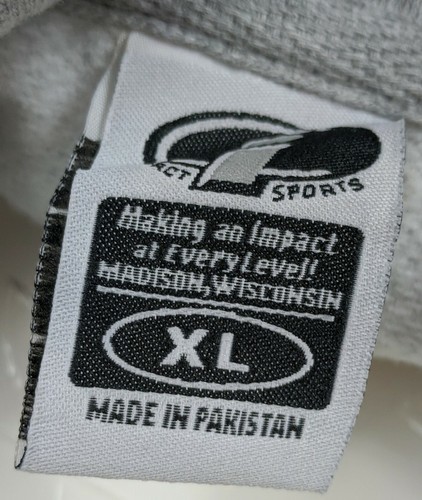 ACT SPORTS
Making an Impact
at Every Level!
MADISON, WISCONSIN
XL
MADE IN PAKISTAN